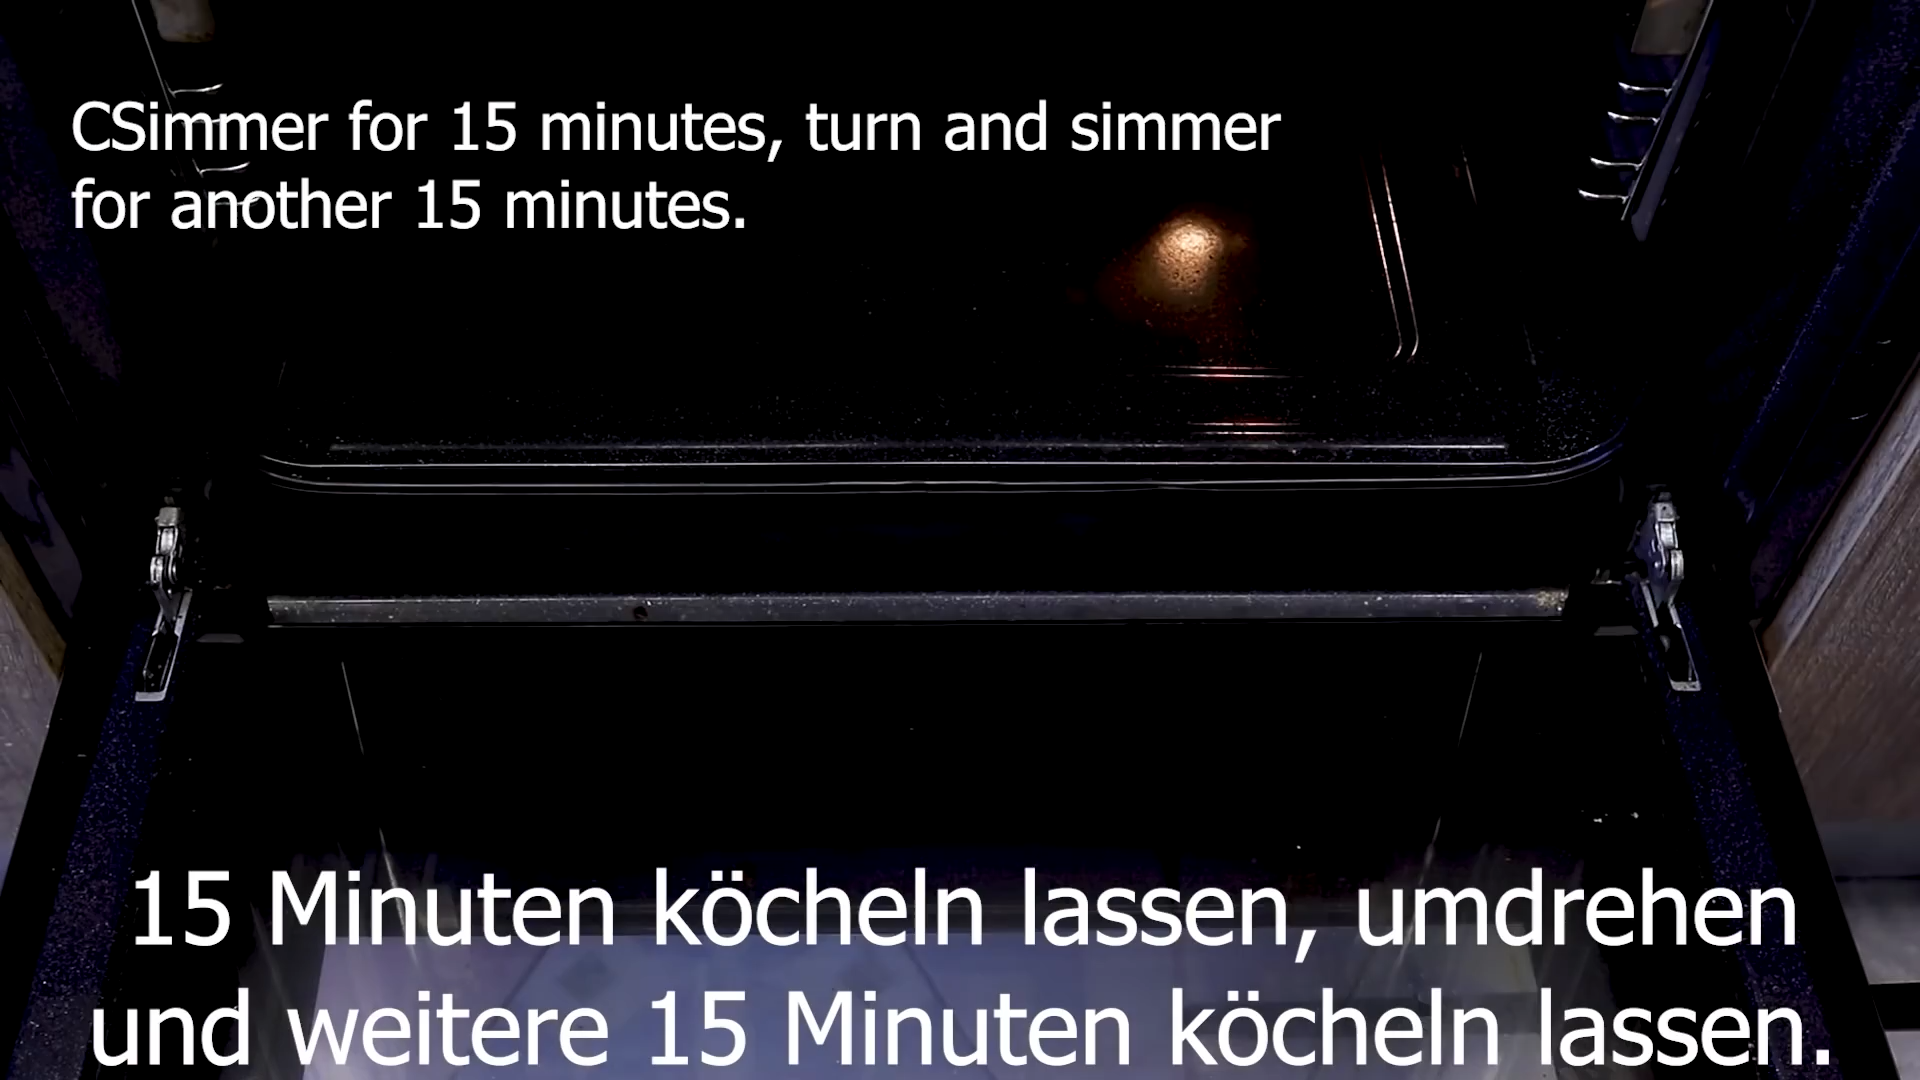 CSimmer for 15 minutes, turn and simmer
for another 15 minutes.
15 Minuten köcheln lassen, umdrehen
und weitere 15 Minuten köcheln lassen.